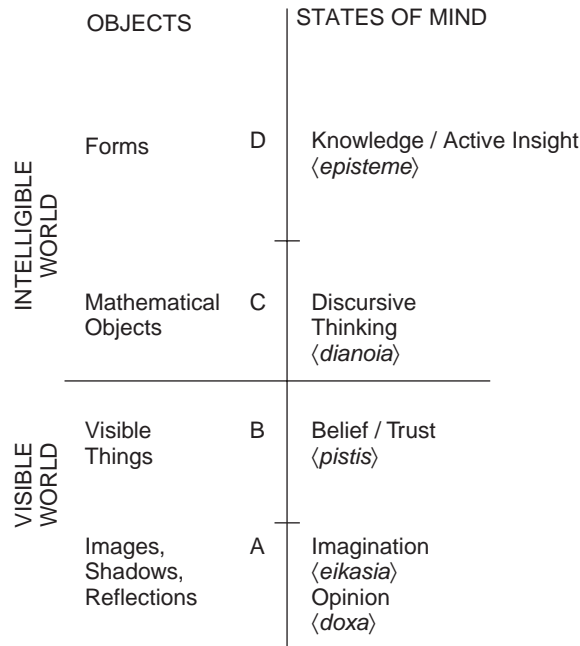 OBJECTS
STATES OF MIND
INTELLIGIBLE
WORLD
Forms
D
Knowledge / Active Insight
⟨episteme⟩
Mathematical
Objects
C
Discursive
Thinking
⟨dianoia⟩
VISIBLE
WORLD
Visible
Things
B
Belief / Trust
⟨pistis⟩
Images,
Shadows,
Reflections
A
Imagination
⟨eikasia⟩
Opinion
⟨doxa⟩